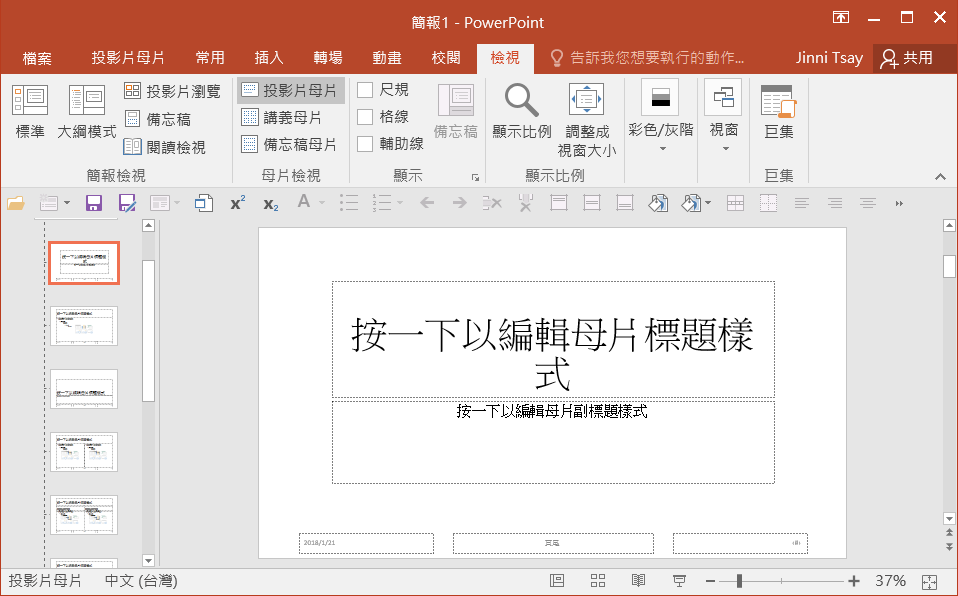 簡報1 - PowerPoint
檔案 投影片母片 常用 插入 轉場 動畫 校閱 檢視 告訴我您想要執行的動作... Jinni Tsay 共用
標準 大綱模式 投影片瀏覽 備忘稿 閱讀檢視
簡報檢視
投影片母片 講義母片 備忘稿母片
母片檢視
尺規 格線 輔助線 備忘稿
顯示
顯示比例 調整成視窗大小
顯示比例
彩色/灰階 視窗 巨集
巨集
按一下以編輯母片標題樣
式
按一下以編輯母片副標題樣式
2018/1/21 頁尾 ‹#›
投影片母片 中文 (台灣) 37%